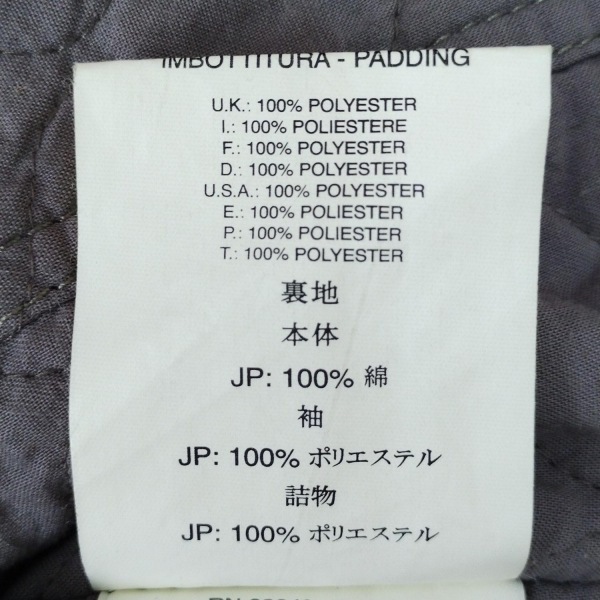 IMBOTTITURA - PADDING
U.K.: 100% POLYESTER
I.: 100% POLIESTERE
F.: 100% POLYESTER
D.: 100% POLYESTER
U.S.A.: 100% POLYESTER
E.: 100% POLYESTER
P.: 100% POLYESTER
T.: 100% POLYESTER
裏地
本体
JP: 100% 綿
袖
JP: 100% ポリエステル
詰物
JP: 100% ポリエステル